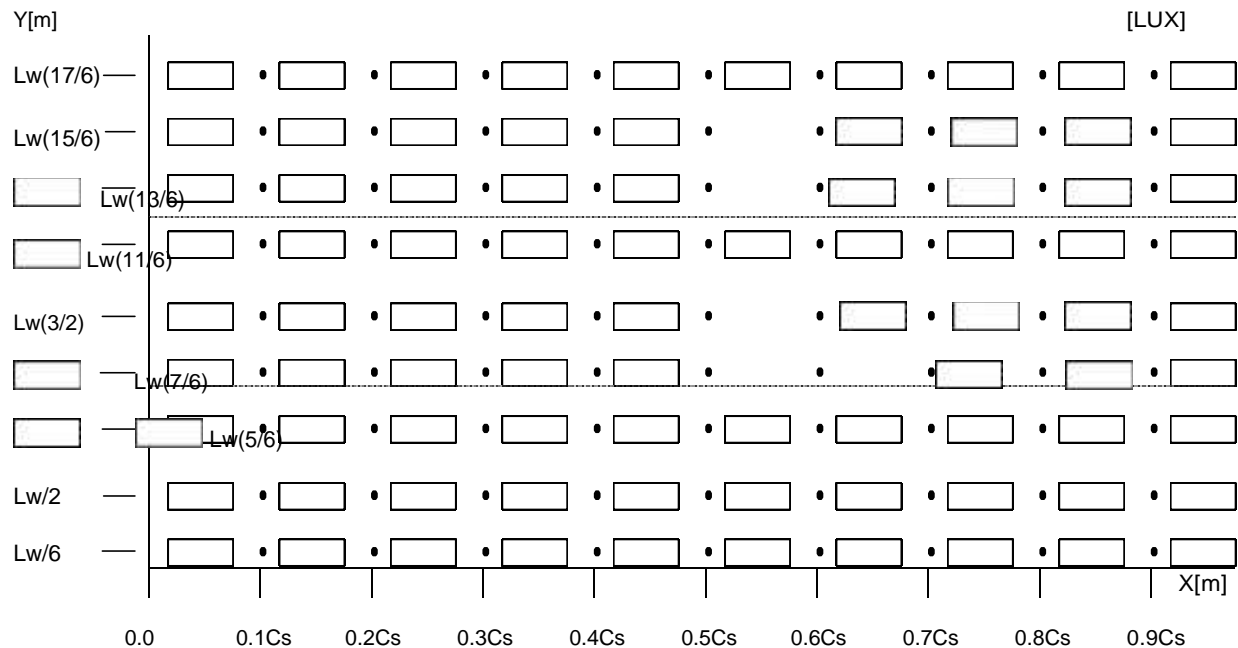 Y[m] [LUX]
Lw(17/6)
Lw(15/6)
Lw(13/6)
Lw(11/6)
Lw(3/2)
Lw(7/6)
Lw(5/6)
Lw/2
Lw/6
X[m]
0.0 0.1Cs 0.2Cs 0.3Cs 0.4Cs 0.5Cs 0.6Cs 0.7Cs 0.8Cs 0.9Cs